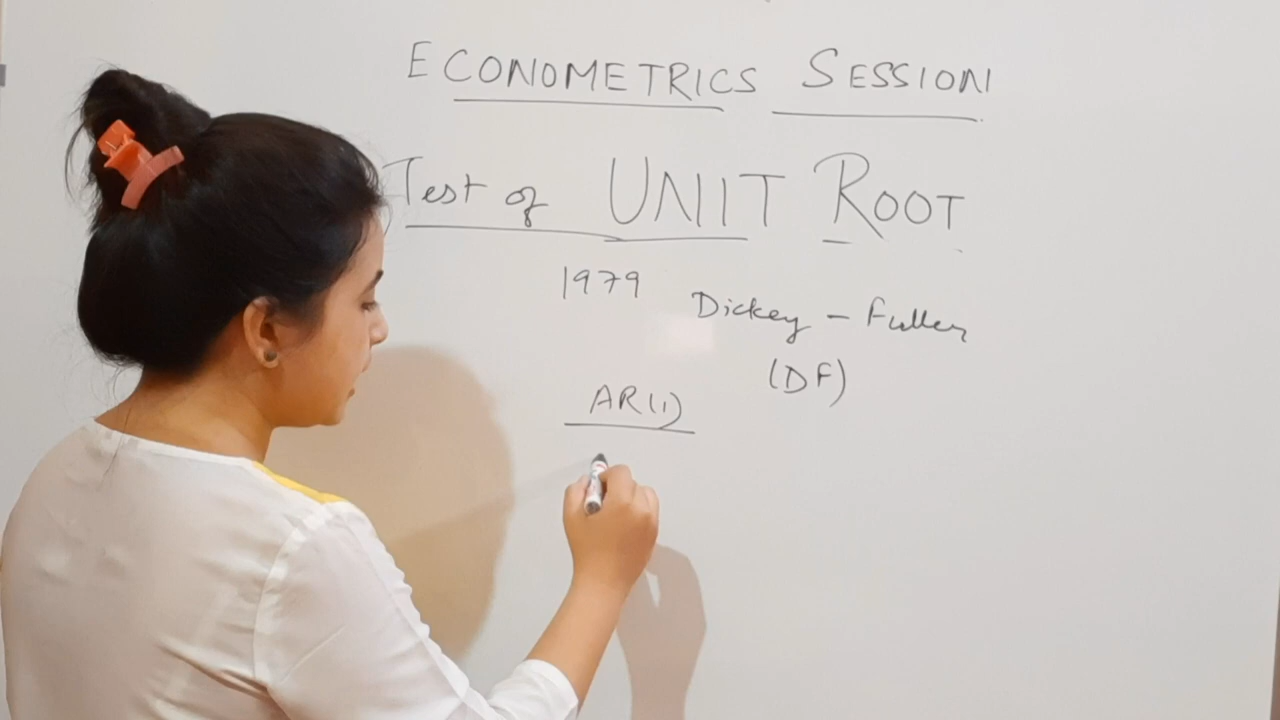 ECONOMETRICS SESSION
Test of UNIT ROOT
1979 Dickey - Fuller
(DF)
AR(1)